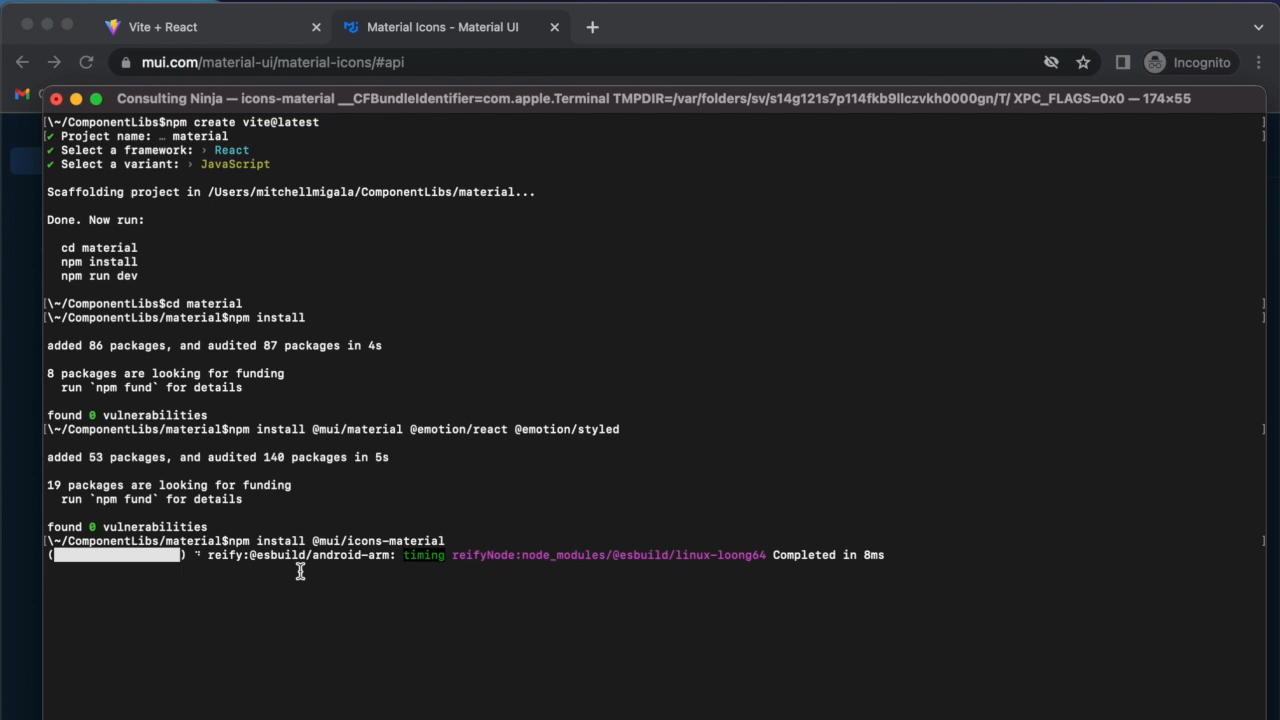 Vite + React
Material Icons - Material UI
mui.com/material-ui/material-icons/#api
Incognito
Consulting Ninja — icons-material __CFBundleIdentifier=com.apple.Terminal TMPDIR=/var/folders/sv/s14g121s7p114fkb9llczvkh0000gn/T/ XPC_FLAGS=0x0 — 174×55
[\~/ComponentLibs$npm create vite@latest ]
[✔ Project name: … material ]
✔ Select a framework: › React
✔ Select a variant: › JavaScript
Scaffolding project in /Users/mitchellmigala/ComponentLibs/material...
Done. Now run:
cd material
npm install
npm run dev
[\~/ComponentLibs$cd material ]
[\~/ComponentLibs/material$npm install ]
added 86 packages, and audited 87 packages in 4s
8 packages are looking for funding
run `npm fund` for details
found 0 vulnerabilities
[\~/ComponentLibs/material$npm install @mui/material @emotion/react @emotion/styled ]
added 53 packages, and audited 140 packages in 5s
19 packages are looking for funding
run `npm fund` for details
found 0 vulnerabilities
[\~/ComponentLibs/material$npm install @mui/icons-material ]
( ) ⠙ reify:@esbuild/android-arm: timing reifyNode:node_modules/@esbuild/linux-loong64 Completed in 8ms